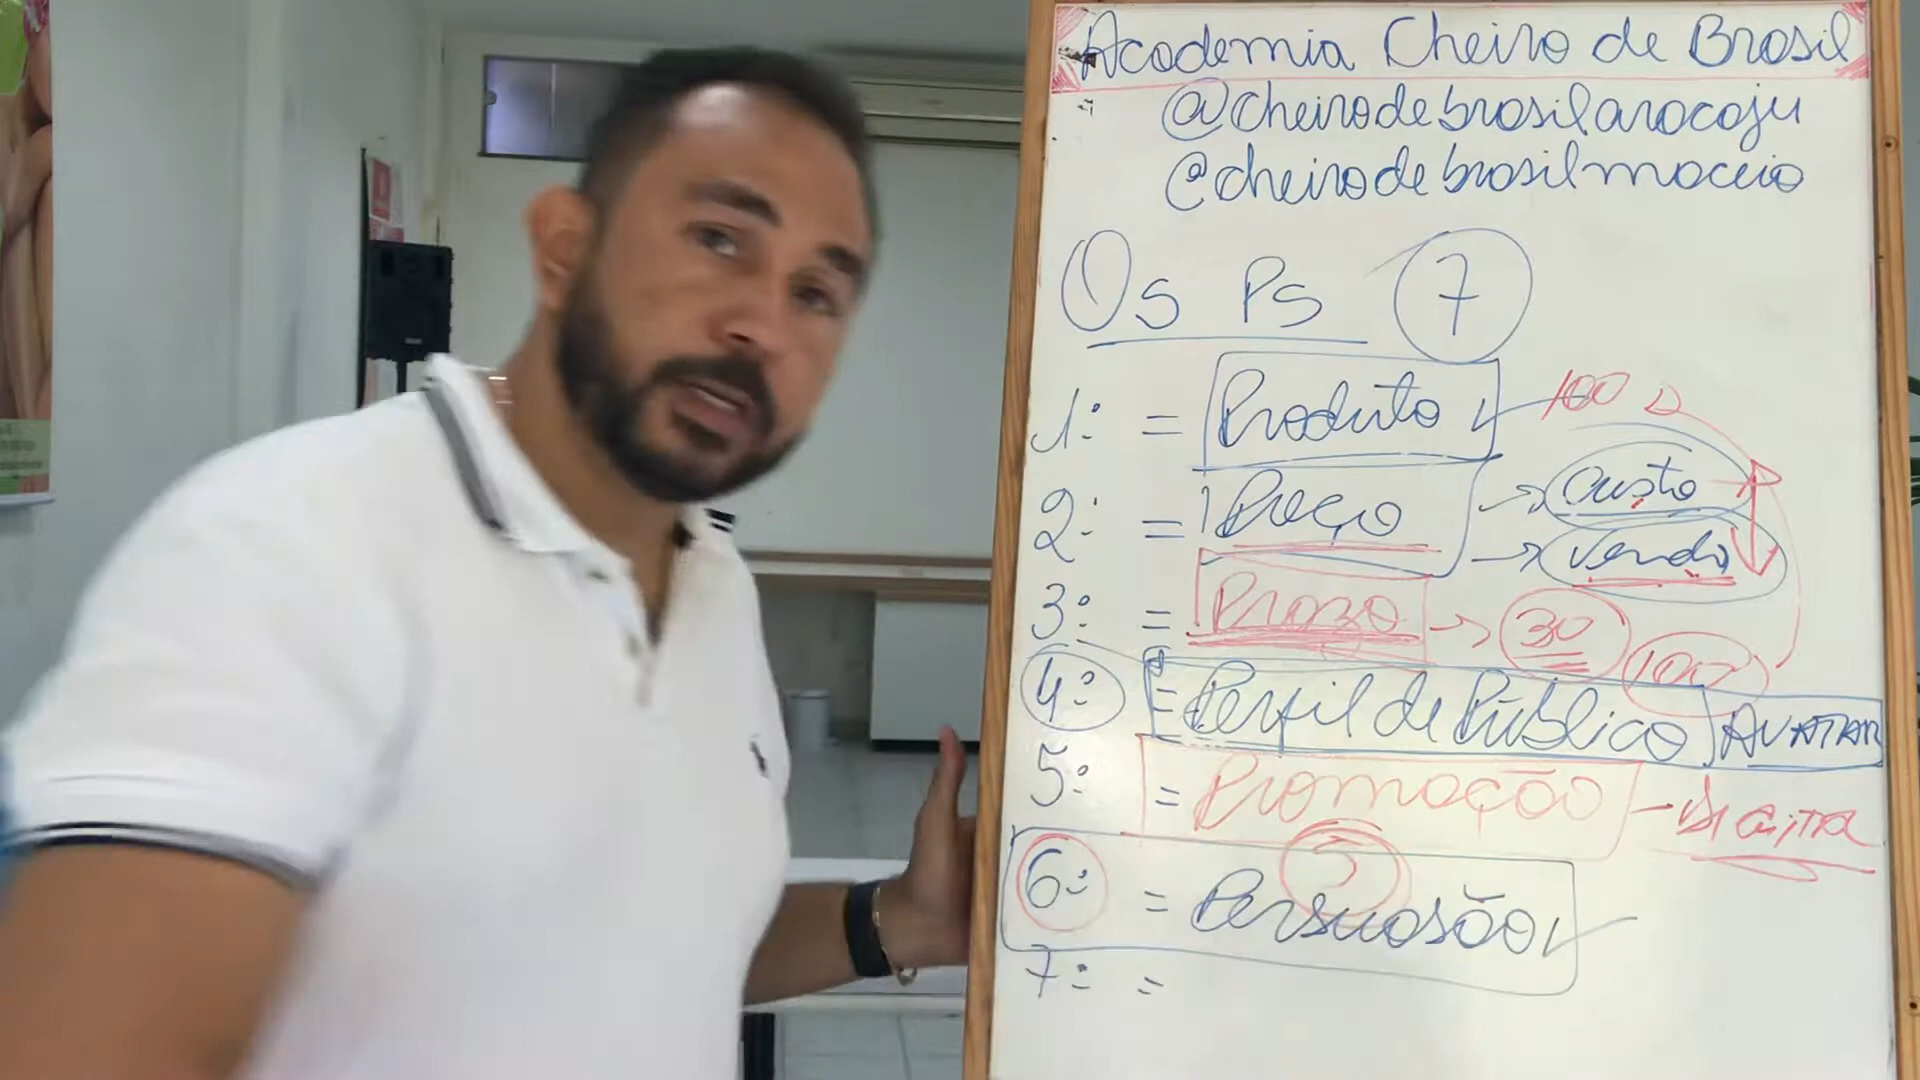 Academia Cheiro de Brasil
@cheirodebrasilaracaju
@cheirodebrasilmaceio
Os Ps 7
1º = Produto 100
2º = Preço → custo
→ venda
3º = Prazo → 30 100
4º = Perfil de Público AVATAR
5º = Promoção - DIGITAL
6º = Persuasão
7º =